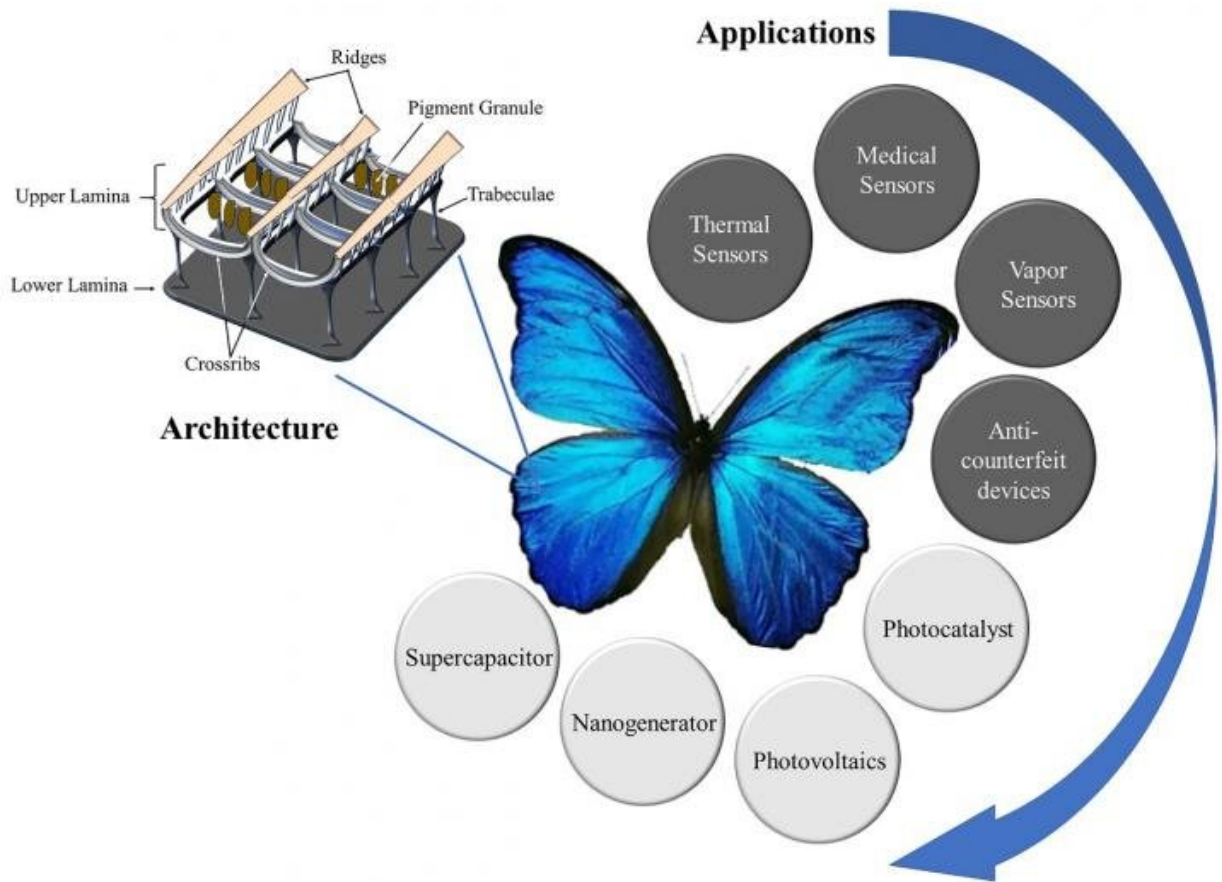 Applications
Ridges
Pigment Granule
Upper Lamina
Trabeculae
Lower Lamina
Crossribs
Architecture
Thermal
Sensors
Medical
Sensors
Vapor
Sensors
Anti-
counterfeit
devices
Photocatalyst
Photovoltaics
Nanogenerator
Supercapacitor